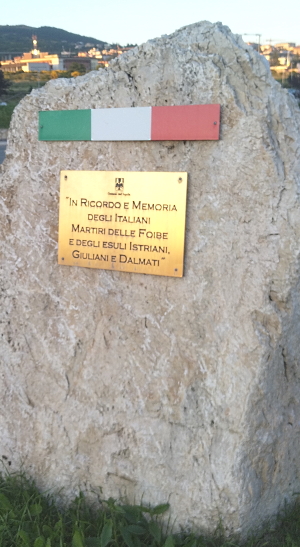 "In Ricordo e Memoria
degli Italiani
Martiri delle Foibe
e degli esuli Istriani,
Giuliani e Dalmati"